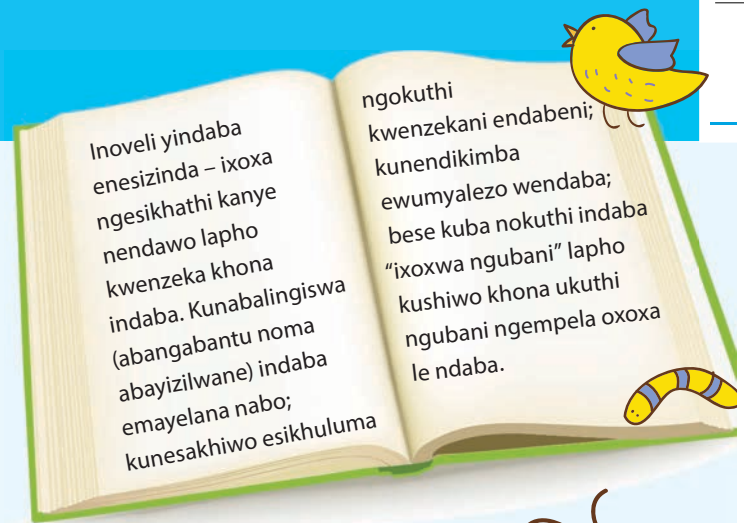 Inoveli yindaba
enesizinda – ixoxa
ngesikhathi kanye
nendawo lapho
kwenzeka khona
indaba. Kunabalingiswa
(abangabantu noma
abayizilwane) indaba
emayelana nabo;
kunesakhiwo esikhuluma
ngokuthi
kwenzekani endabeni;
kunendikimba
ewumyalezo wendaba;
bese kuba nokuthi indaba
“ixoxwa ngubani” lapho
kushiwo khona ukuthi
ngubani ngempela oxoxa
le ndaba.